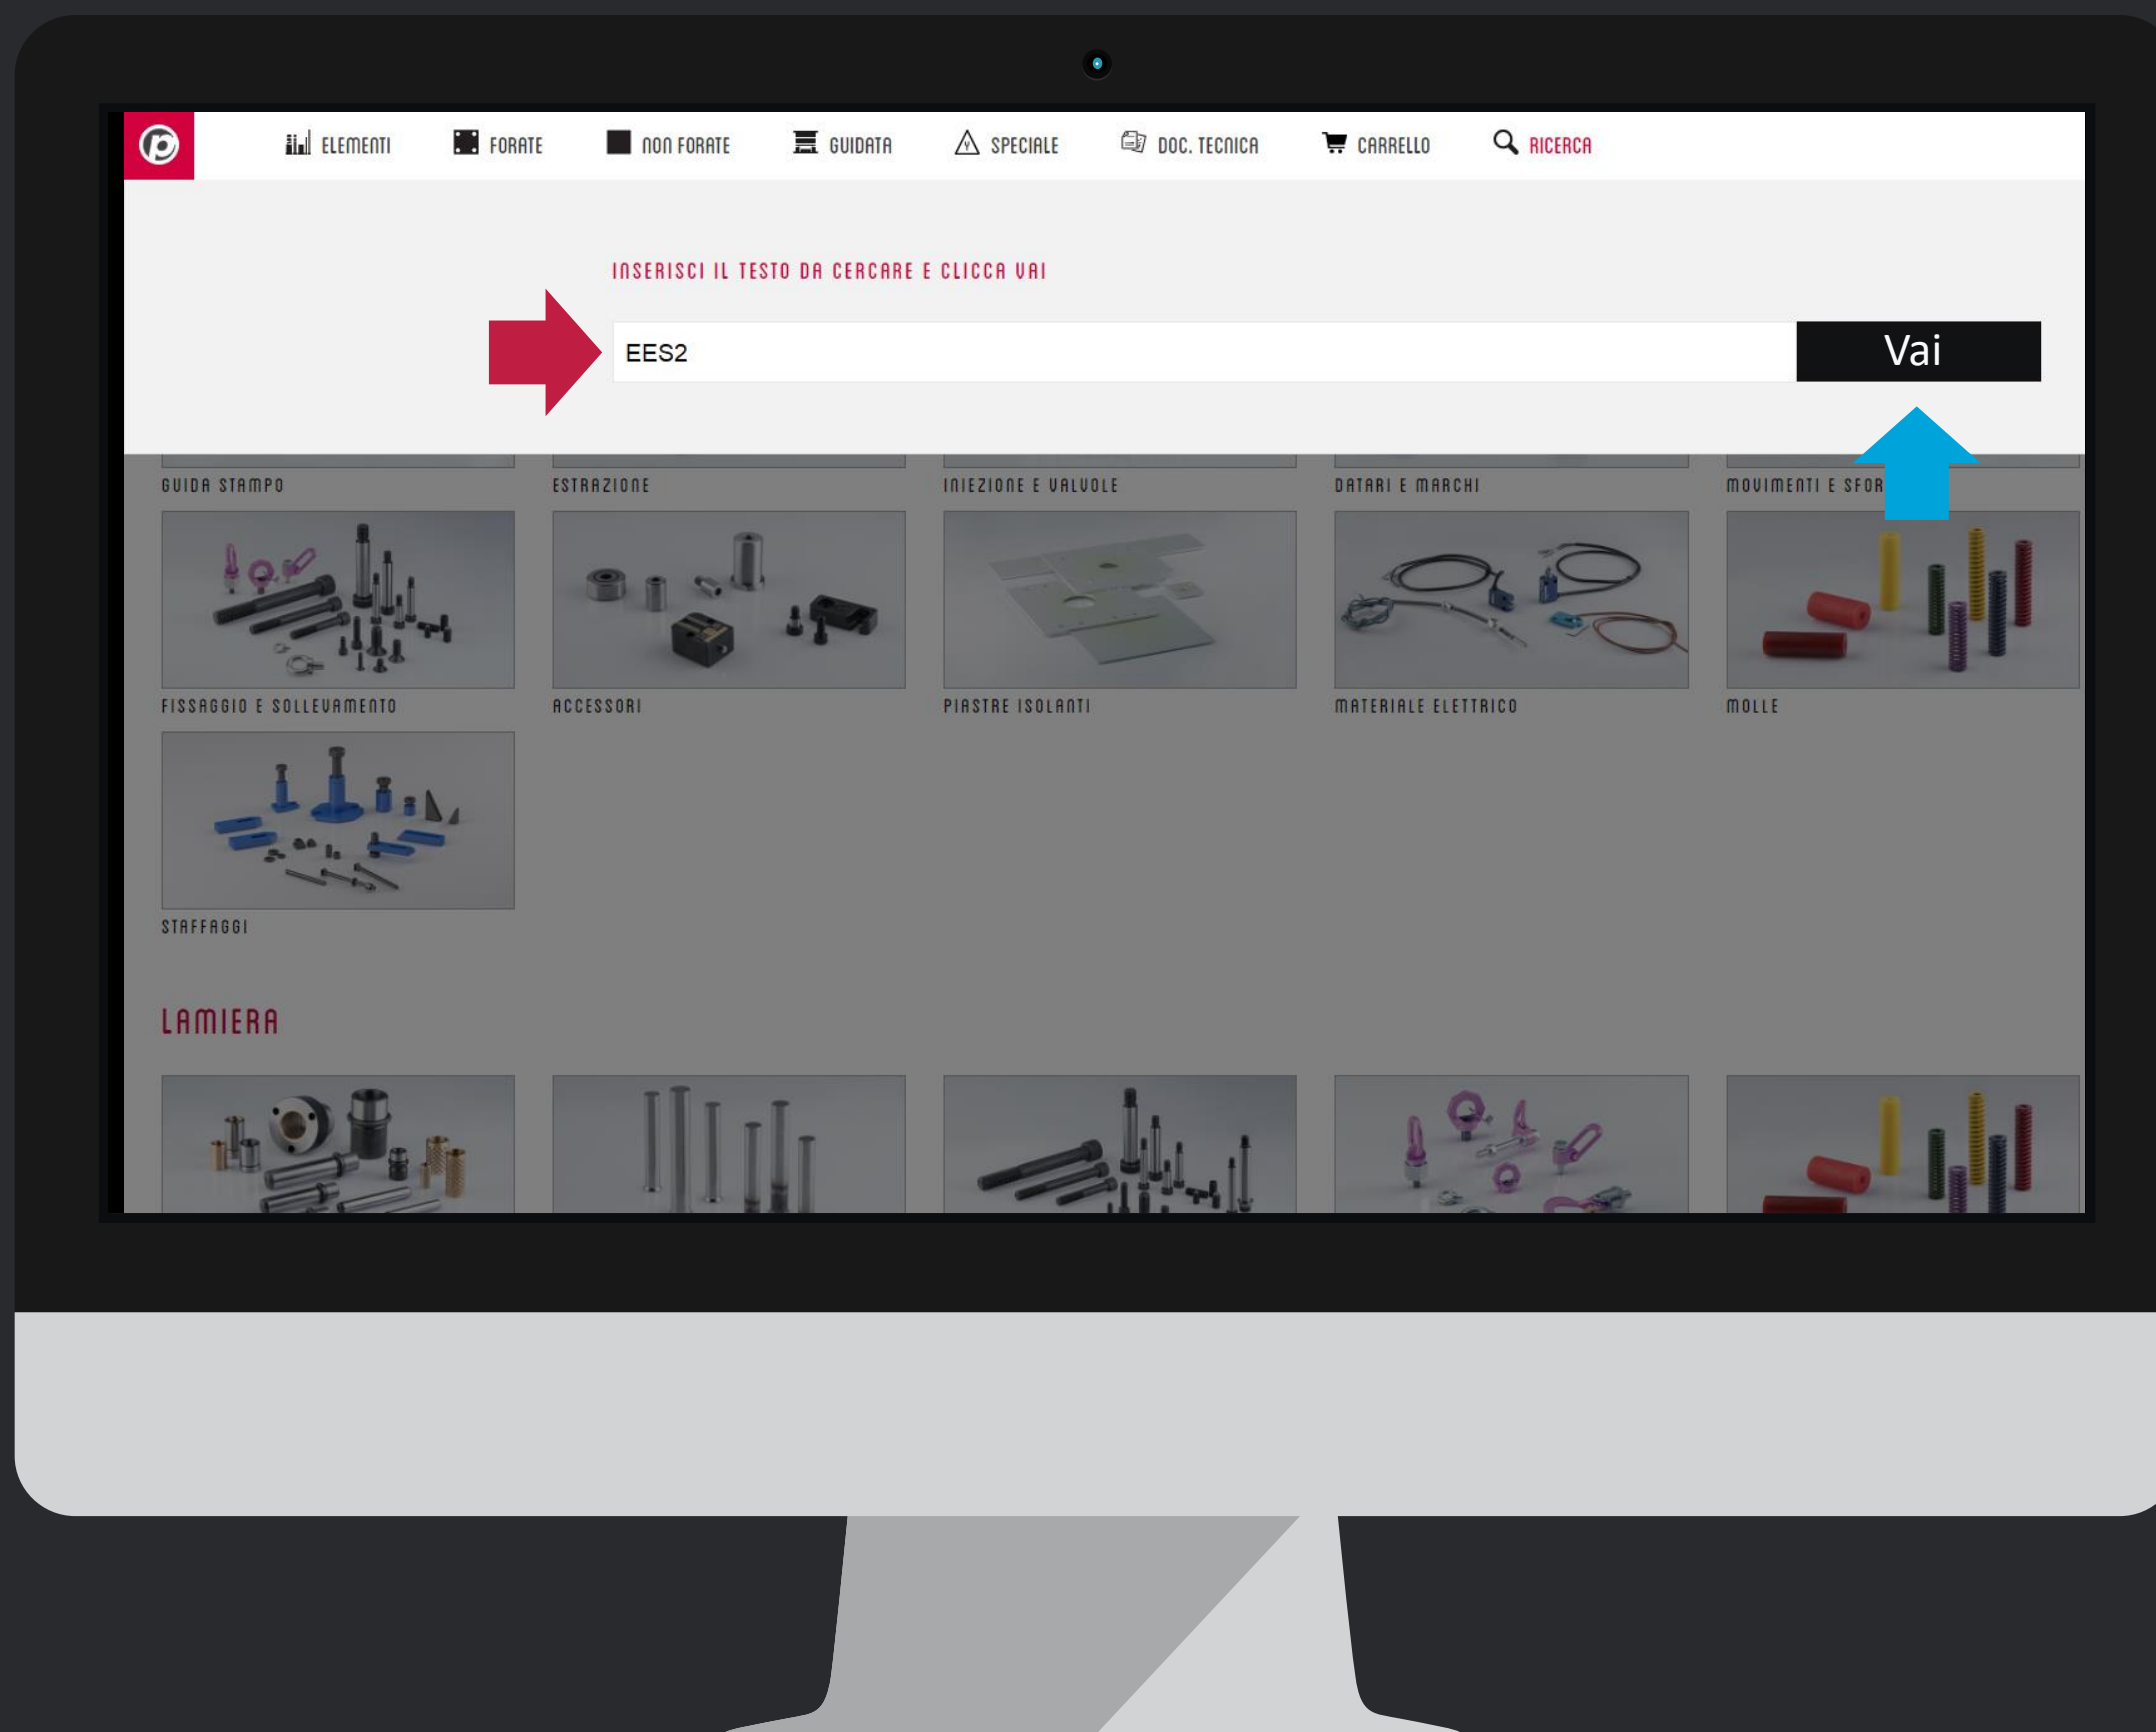 ELEMENTI FORATE NON FORATE GUIDATA SPECIALE DOC. TECNICA CARRELLO RICERCA
INSERISCI IL TESTO DA CERCARE E CLICCA VAI
EES2 Vai
GUIDA STAMPO ESTRAZIONE INIEZIONE E VALVOLE DATARI E MARCHI MOVIMENTI E SFOR
FISSAGGIO E SOLLEVAMENTO ACCESSORI PIASTRE ISOLANTI MATERIALE ELETTRICO MOLLE
STAFFAGGI
LAMIERA